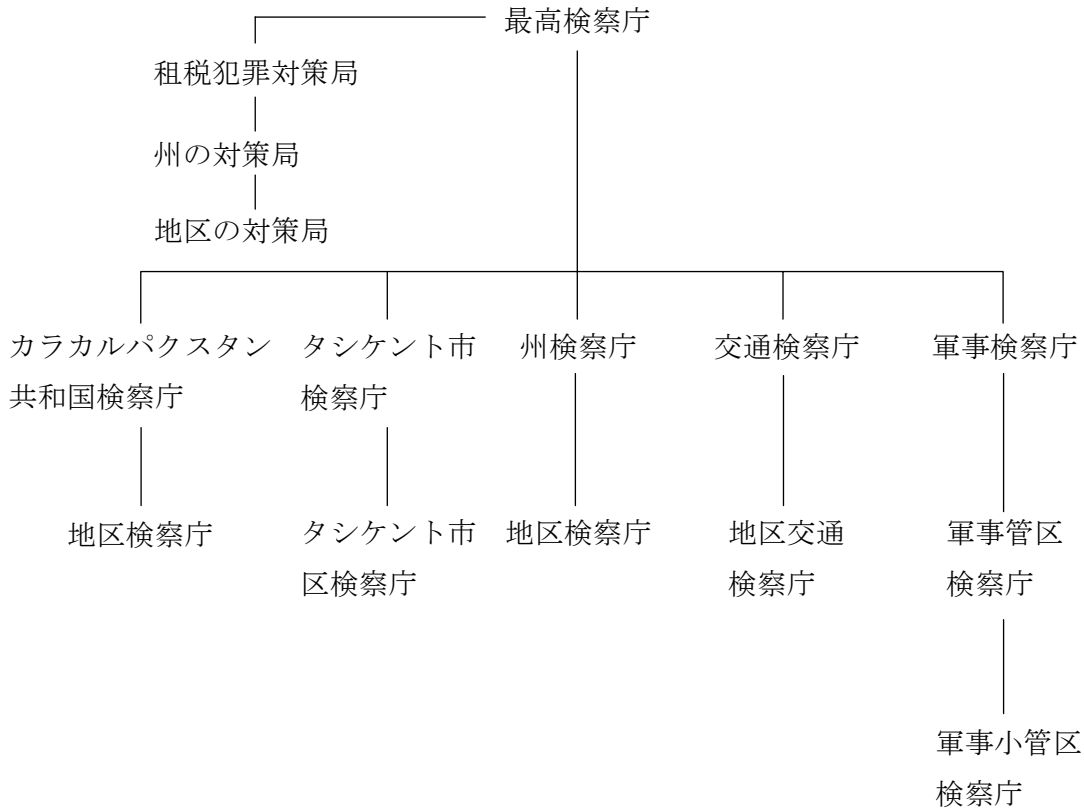 最高検察庁
租税犯罪対策局
州の対策局
地区の対策局
カラカルパクスタン
共和国検察庁
タシケント市
検察庁
州検察庁
交通検察庁
軍事検察庁
地区検察庁
タシケント市
区検察庁
地区検察庁
地区交通
検察庁
軍事管区
検察庁
軍事小管区
検察庁